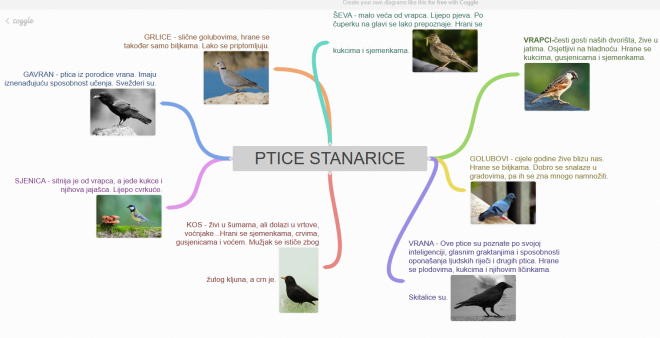 Create your own diagrams like this for free with Coggle
coggle
ŠEVA - malo veća od vrapca. Lijepo pjeva. Po
čuperku na glavi se lako prepoznaje. Hrani se
kukcima i sjemenkama.
GRLICE - slične golubovima, hrane se
također samo biljkama. Lako se pripitomljuju.
VRAPCI-česti gosti naših dvorišta, žive u
jatima. Osjetljivi na hladnoću. Hrane se
kukcima, gusjenicama i sjemenkama.
GAVRAN - ptica iz porodice vrana. Imaju
iznenađujuću sposobnost učenja. Svežderi su.
PTICE STANARICE
GOLUBOVI - cijele godine žive blizu nas.
Hrane se biljkama. Dobro se snalaze u
gradovima, pa ih se zna mnogo namnožiti.
SJENICA - sitnija je od vrapca, a jede kukce i
njihova jajašca. Lijepo cvrkuće.
KOS - živi u šumama, ali dolazi u vrtove,
voćnjake...Hrani se sjemenkama, crvima,
gusjenicama i voćem. Mužjak se ističe zbog
žutog kljuna, a crn je.
VRANA - Ove ptice su poznate po svojoj
inteligenciji, glasnim graktanjima i sposobnosti
oponašanja ljudskih riječi i drugih ptica. Hrane
se plodovima, kukcima i njihovim ličinkama.
Skitalice su.